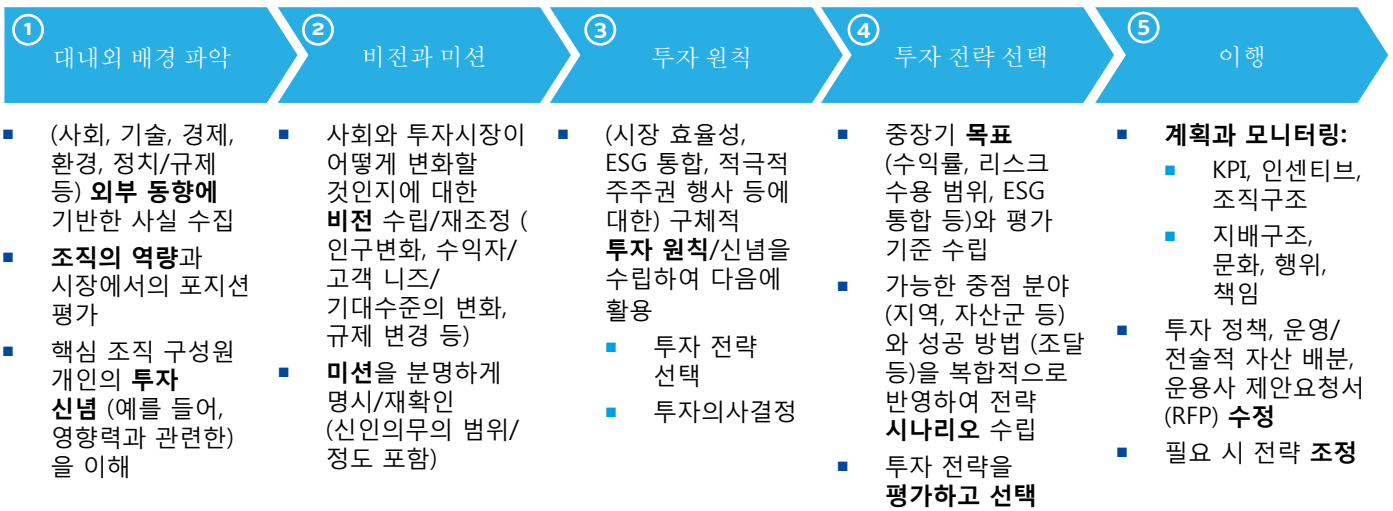 1
대내외 배경 파악
2
비전과 미션
3
투자 원칙
4
투자 전략 선택
5
이행
■ (사회, 기술, 경제,
환경, 정치/규제
등) 외부 동향에
기반한 사실 수집
■ 조직의 역량과
시장에서의 포지션
평가
■ 핵심 조직 구성원
개인의 투자
신념 (예를 들어,
영향력과 관련한)
을 이해
■ 사회와 투자시장이
어떻게 변화할
것인지에 대한
비전 수립/재조정 (
인구변화, 수익자/
고객 니즈/
기대수준의 변화,
규제 변경 등)
■ 미션을 분명하게
명시/재확인
(신인의무의 범위/
정도 포함)
■ (시장 효율성,
ESG 통합, 적극적
주주권 행사 등에
대한) 구체적
투자 원칙/신념을
수립하여 다음에
활용
■ 투자 전략
선택
■ 투자의사결정
■ 중장기 목표
(수익률, 리스크
수용 범위, ESG
통합 등)와 평가
기준 수립
■ 가능한 중점 분야
(지역, 자산군 등)
와 성공 방법 (조달
등)을 복합적으로
반영하여 전략
시나리오 수립
■ 투자 전략을
평가하고 선택
■ 계획과 모니터링:
■ KPI, 인센티브,
조직구조
■ 지배구조,
문화, 행위,
책임
■ 투자 정책, 운영/
전술적 자산 배분,
운용사 제안요청서
(RFP) 수정
■ 필요 시 전략 조정